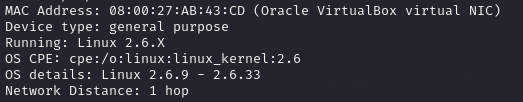 MAC Address: 08:00:27:AB:43:CD (Oracle VirtualBox virtual NIC)
Device type: general purpose
Running: Linux 2.6.X
OS CPE: cpe:/o:linux:linux_kernel:2.6
OS details: Linux 2.6.9 - 2.6.33
Network Distance: 1 hop